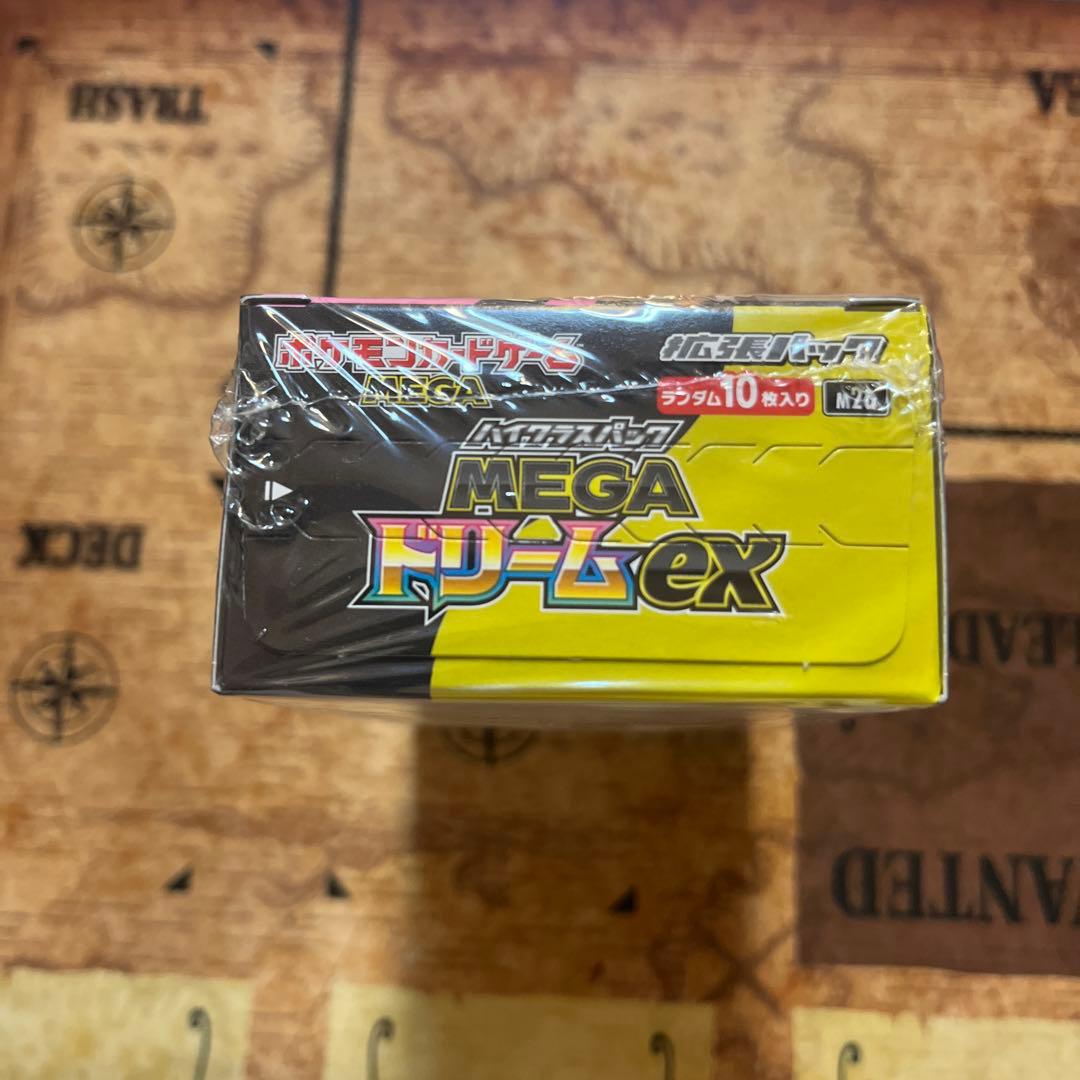 TRASH
DECK
LEAD
WANTED
ポケモンカードゲーム
MEGA
拡張パック
ランダム10枚入り
ハイクラスパック
MEGA
ドリームex